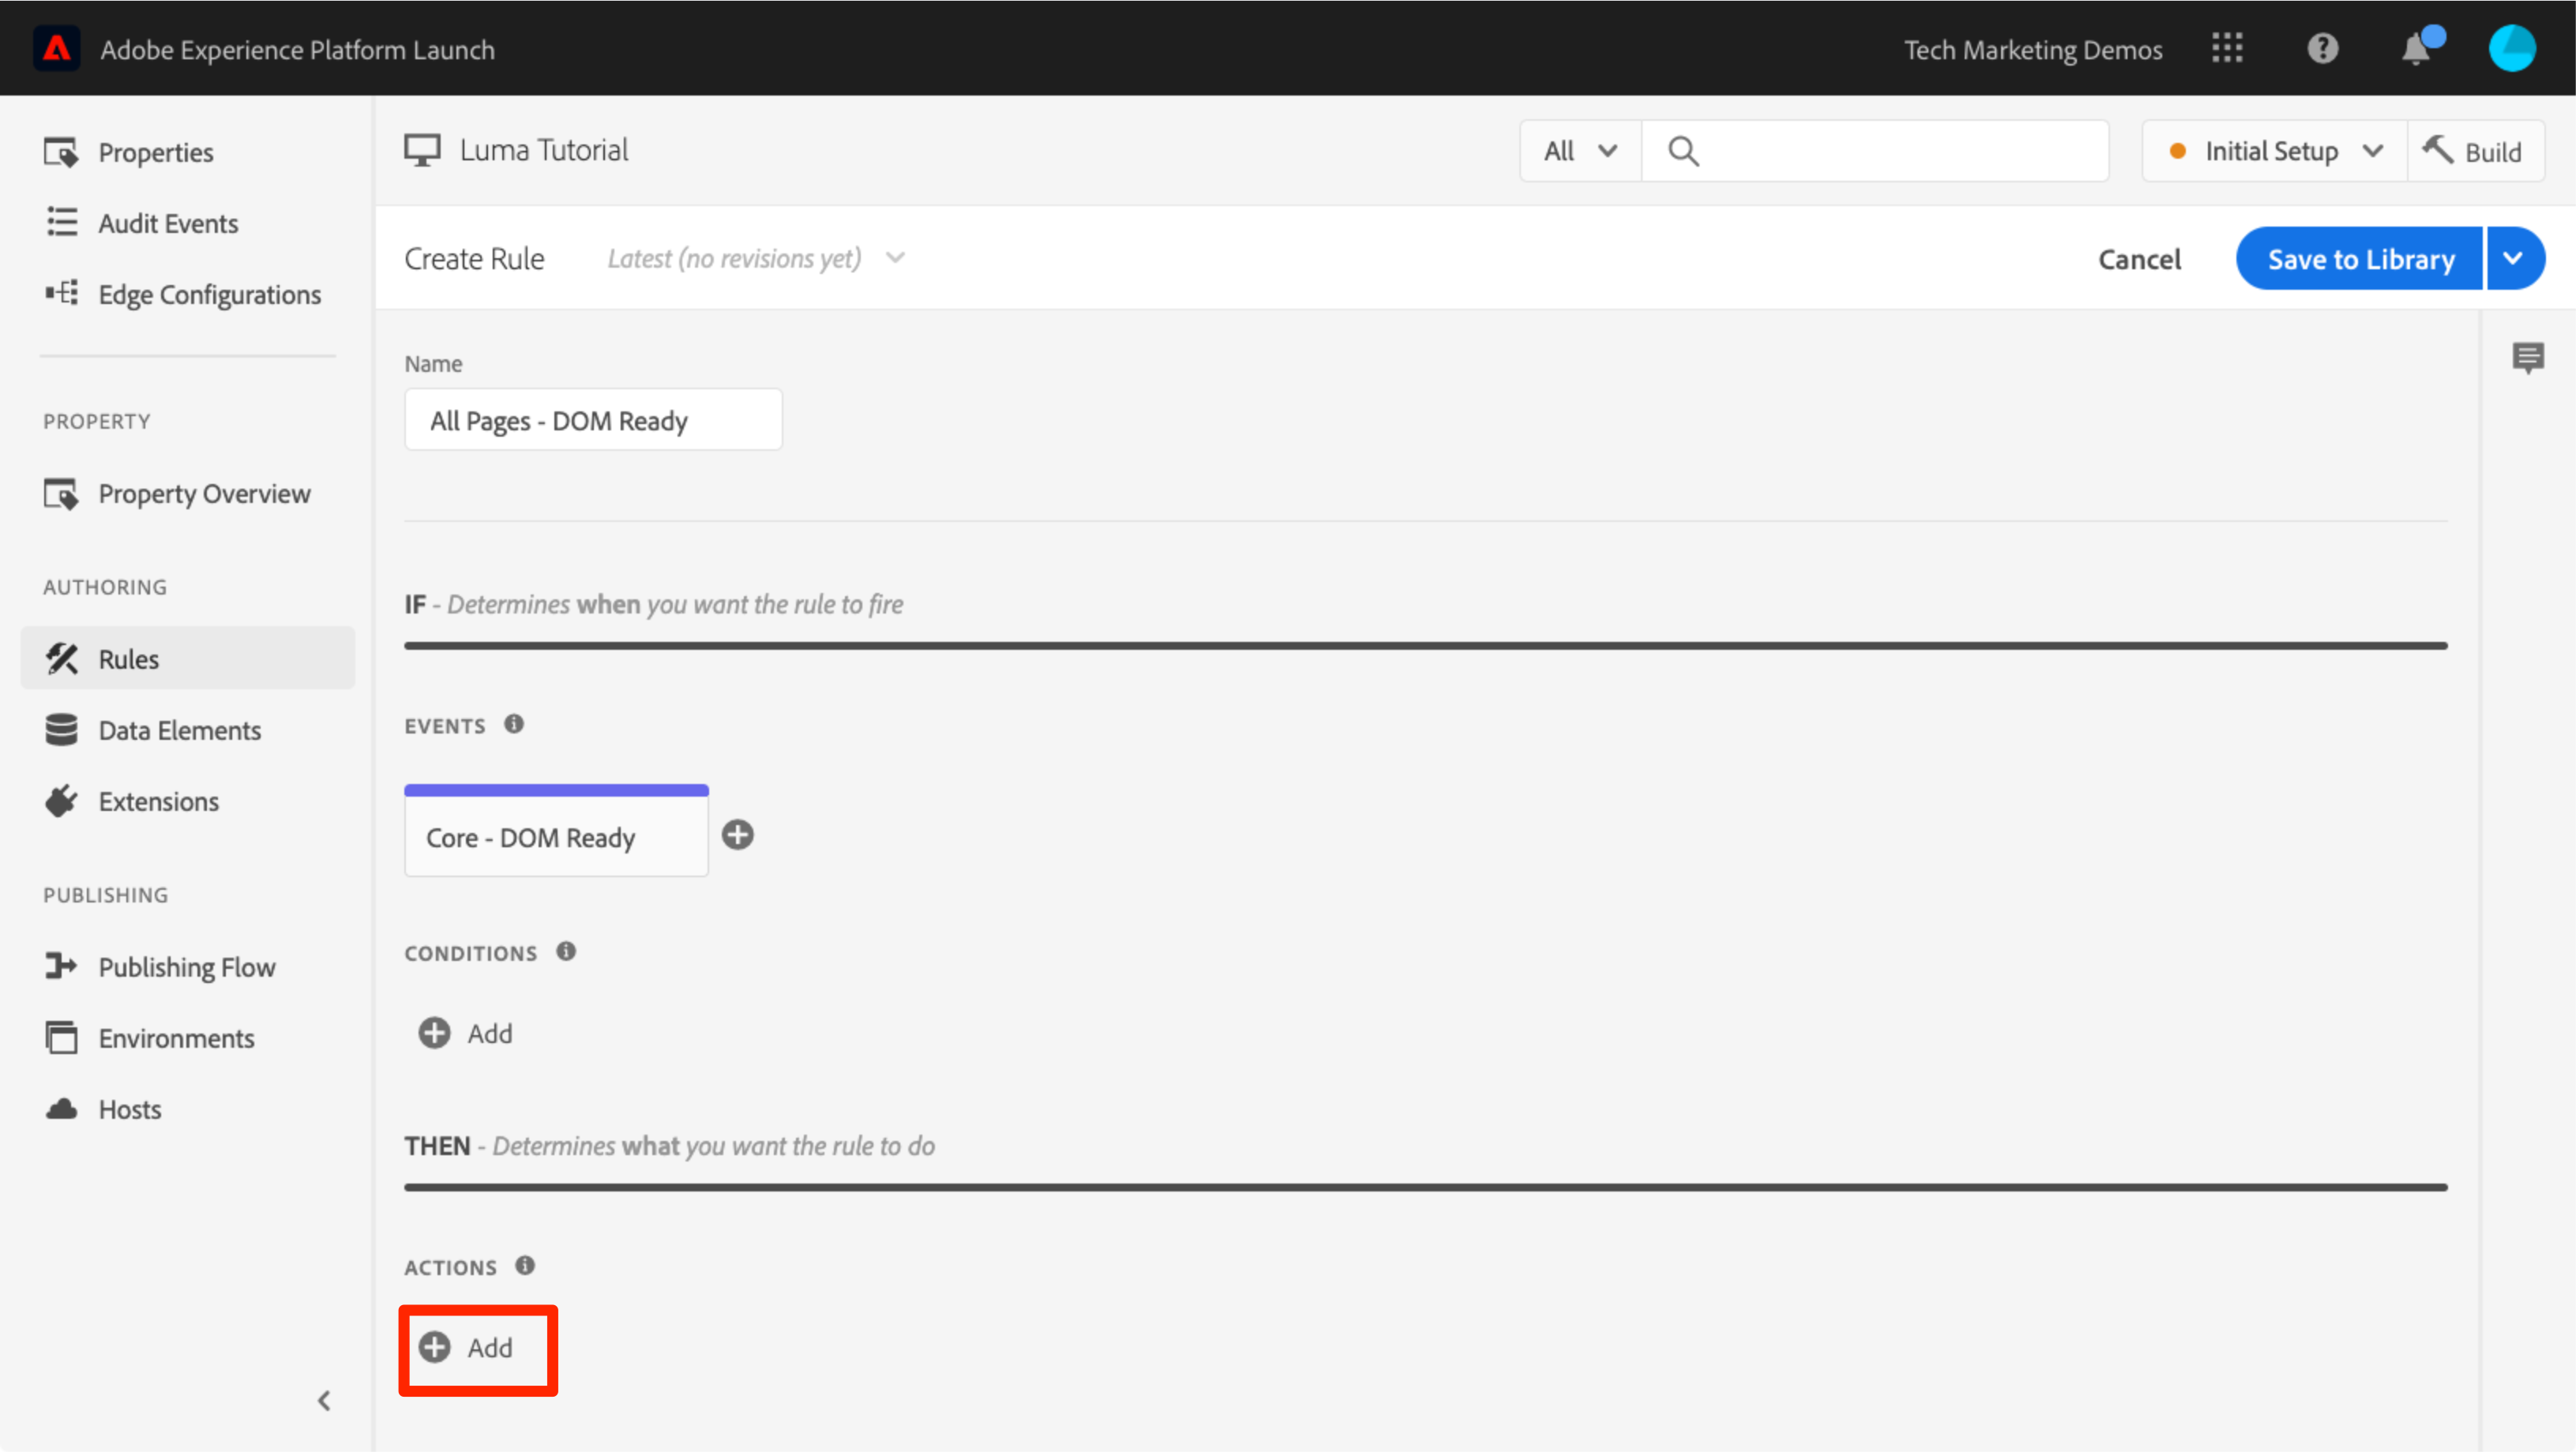 Adobe Experience Platform Launch
Tech Marketing Demos
Properties
Audit Events
Edge Configurations
PROPERTY
Property Overview
AUTHORING
Rules
Data Elements
Extensions
PUBLISHING
Publishing Flow
Environments
Hosts
Luma Tutorial
All
Initial Setup
Build
Create Rule
Latest (no revisions yet)
Cancel
Save to Library
Name
All Pages - DOM Ready
IF - Determines when you want the rule to fire
EVENTS
Core - DOM Ready
CONDITIONS
Add
THEN - Determines what you want the rule to do
ACTIONS
Add